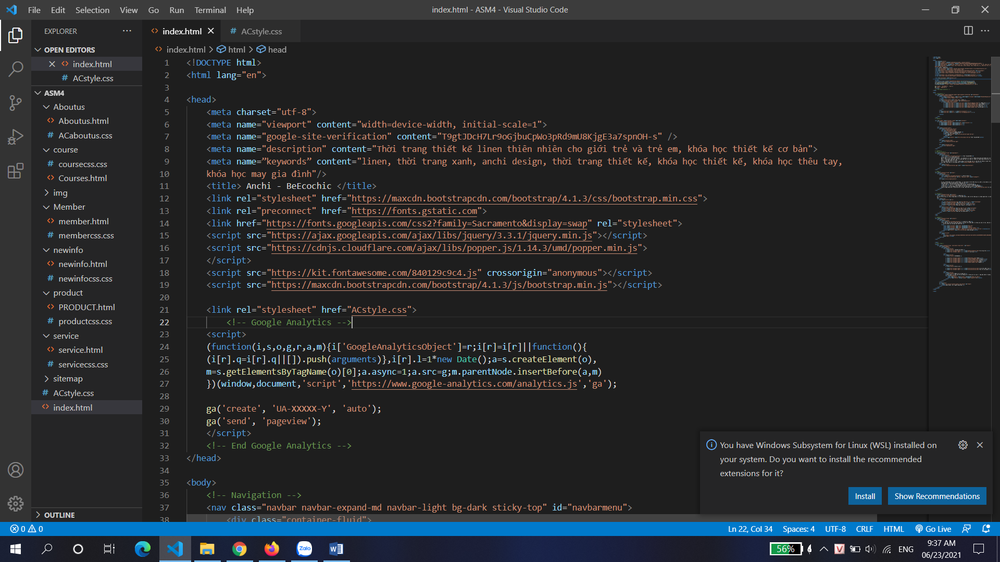 File Edit Selection View Go Run Terminal Help
index.html - ASM4 - Visual Studio Code
EXPLORER
OPEN EDITORS
index.html
ACstyle.css
ASM4
Aboutus
Aboutus.html
ACaboutus.css
course
coursecss.css
Courses.html
img
Member
member.html
membercss.css
newinfo
newinfo.html
newinfocss.css
product
PRODUCT.html
productcss.css
service
service.html
servicecss.css
sitemap
ACstyle.css
index.html
OUTLINE
index.html ACstyle.css
index.html > html > head
1 <!DOCTYPE html>
2 <html lang="en">
3
4 <head>
5 <meta charset="utf-8">
6 <meta name="viewport" content="width=device-width, initial-scale=1">
7 <meta name="google-site-verification" content="T9gtJDcH7Lr9oGjbuCpWo3pRd9mU8KjgE3a7spnOH-s" />
8 <meta name="description" content="Thời trang thiết kế linen thiên nhiên cho giới trẻ và trẻ em, khóa học thiết kế cơ bản">
9 <meta name=”keywords” content="linen, thời trang xanh, anchi design, thời trang thiết kế, khóa học thiết kế, khóa học thêu tay,
10 khóa học may gia đình"/>
11 <title> Anchi - BeEcochic </title>
12 <link rel="stylesheet" href="https://maxcdn.bootstrapcdn.com/bootstrap/4.1.3/css/bootstrap.min.css">
13 <link rel="preconnect" href="https://fonts.gstatic.com">
14 <link href="https://fonts.googleapis.com/css2?family=Sacramento&display=swap" rel="stylesheet">
15 <script src="https://ajax.googleapis.com/ajax/libs/jquery/3.3.1/jquery.min.js"></script>
16 <script src="https://cdnjs.cloudflare.com/ajax/libs/popper.js/1.14.3/umd/popper.min.js">
17 </script>
18 <script src="https://kit.fontawesome.com/840129c9c4.js" crossorigin="anonymous"></script>
19 <script src="https://maxcdn.bootstrapcdn.com/bootstrap/4.1.3/js/bootstrap.min.js"></script>
20
21 <link rel="stylesheet" href="ACstyle.css">
22 <!-- Google Analytics -->
23 <script>
24 (function(i,s,o,g,r,a,m){i['GoogleAnalyticsObject']=r;i[r]=i[r]||function(){
25 (i[r].q=i[r].q||[]).push(arguments)},i[r].l=1*new Date();a=s.createElement(o),
26 m=s.getElementsByTagName(o)[0];a.async=1;a.src=g;m.parentNode.insertBefore(a,m)
27 })(window,document,'script','https://www.google-analytics.com/analytics.js','ga');
28
29 ga('create', 'UA-XXXXX-Y', 'auto');
30 ga('send', 'pageview');
31 </script>
32 <!-- End Google Analytics -->
33 </head>
34
35 <body>
36 <!-- Navigation -->
37 <nav class="navbar navbar-expand-md navbar-light bg-dark sticky-top" id="navbarmenu">
38 <div class="container-fluid">
You have Windows Subsystem for Linux (WSL) installed on
your system. Do you want to install the recommended
extensions for it?
Install Show Recommendations
0 0
Ln 22, Col 34 Spaces: 4 UTF-8 CRLF HTML Go Live
Zalo
56%
V
ENG
9:37 AM
06/23/2021